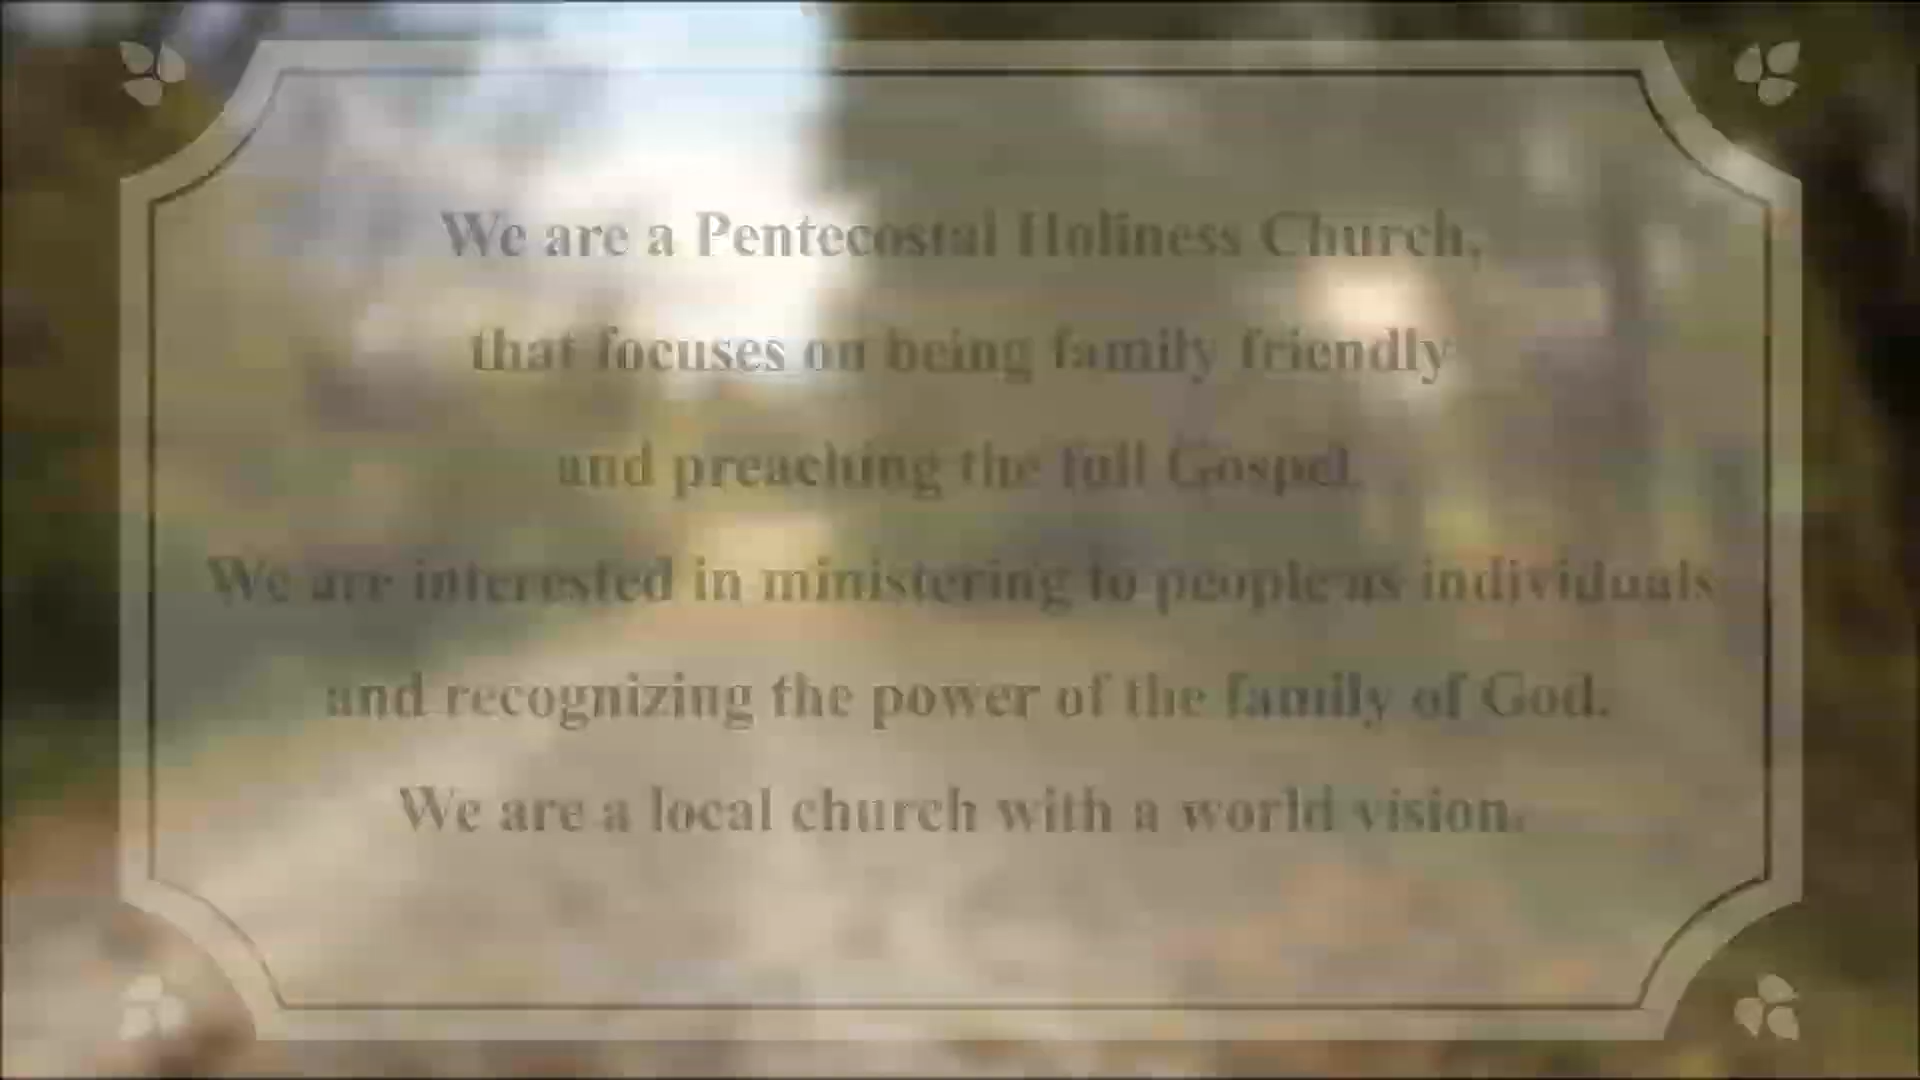 We are a Pentecostal Holiness Church,
that focuses on being family friendly
and preaching the full Gospel.
We are interested in ministering to people as individuals
and recognizing the power of the family of God.
We are a local church with a world vision.